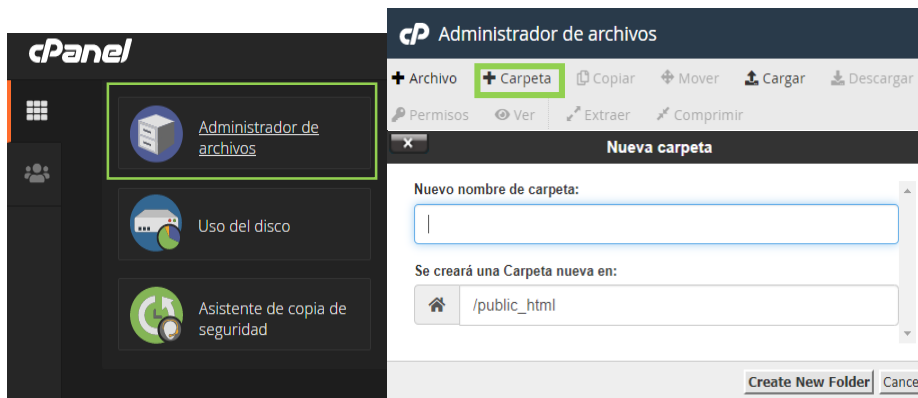 cPanel
Administrador de
archivos
Uso del disco
Asistente de copia de
seguridad
cP Administrador de archivos
Archivo Carpeta Copiar Mover Cargar Descargar
Permisos Ver Extraer Comprimir
Nueva carpeta
Nuevo nombre de carpeta:
Se creará una Carpeta nueva en:
/public_html
Create New Folder Cance